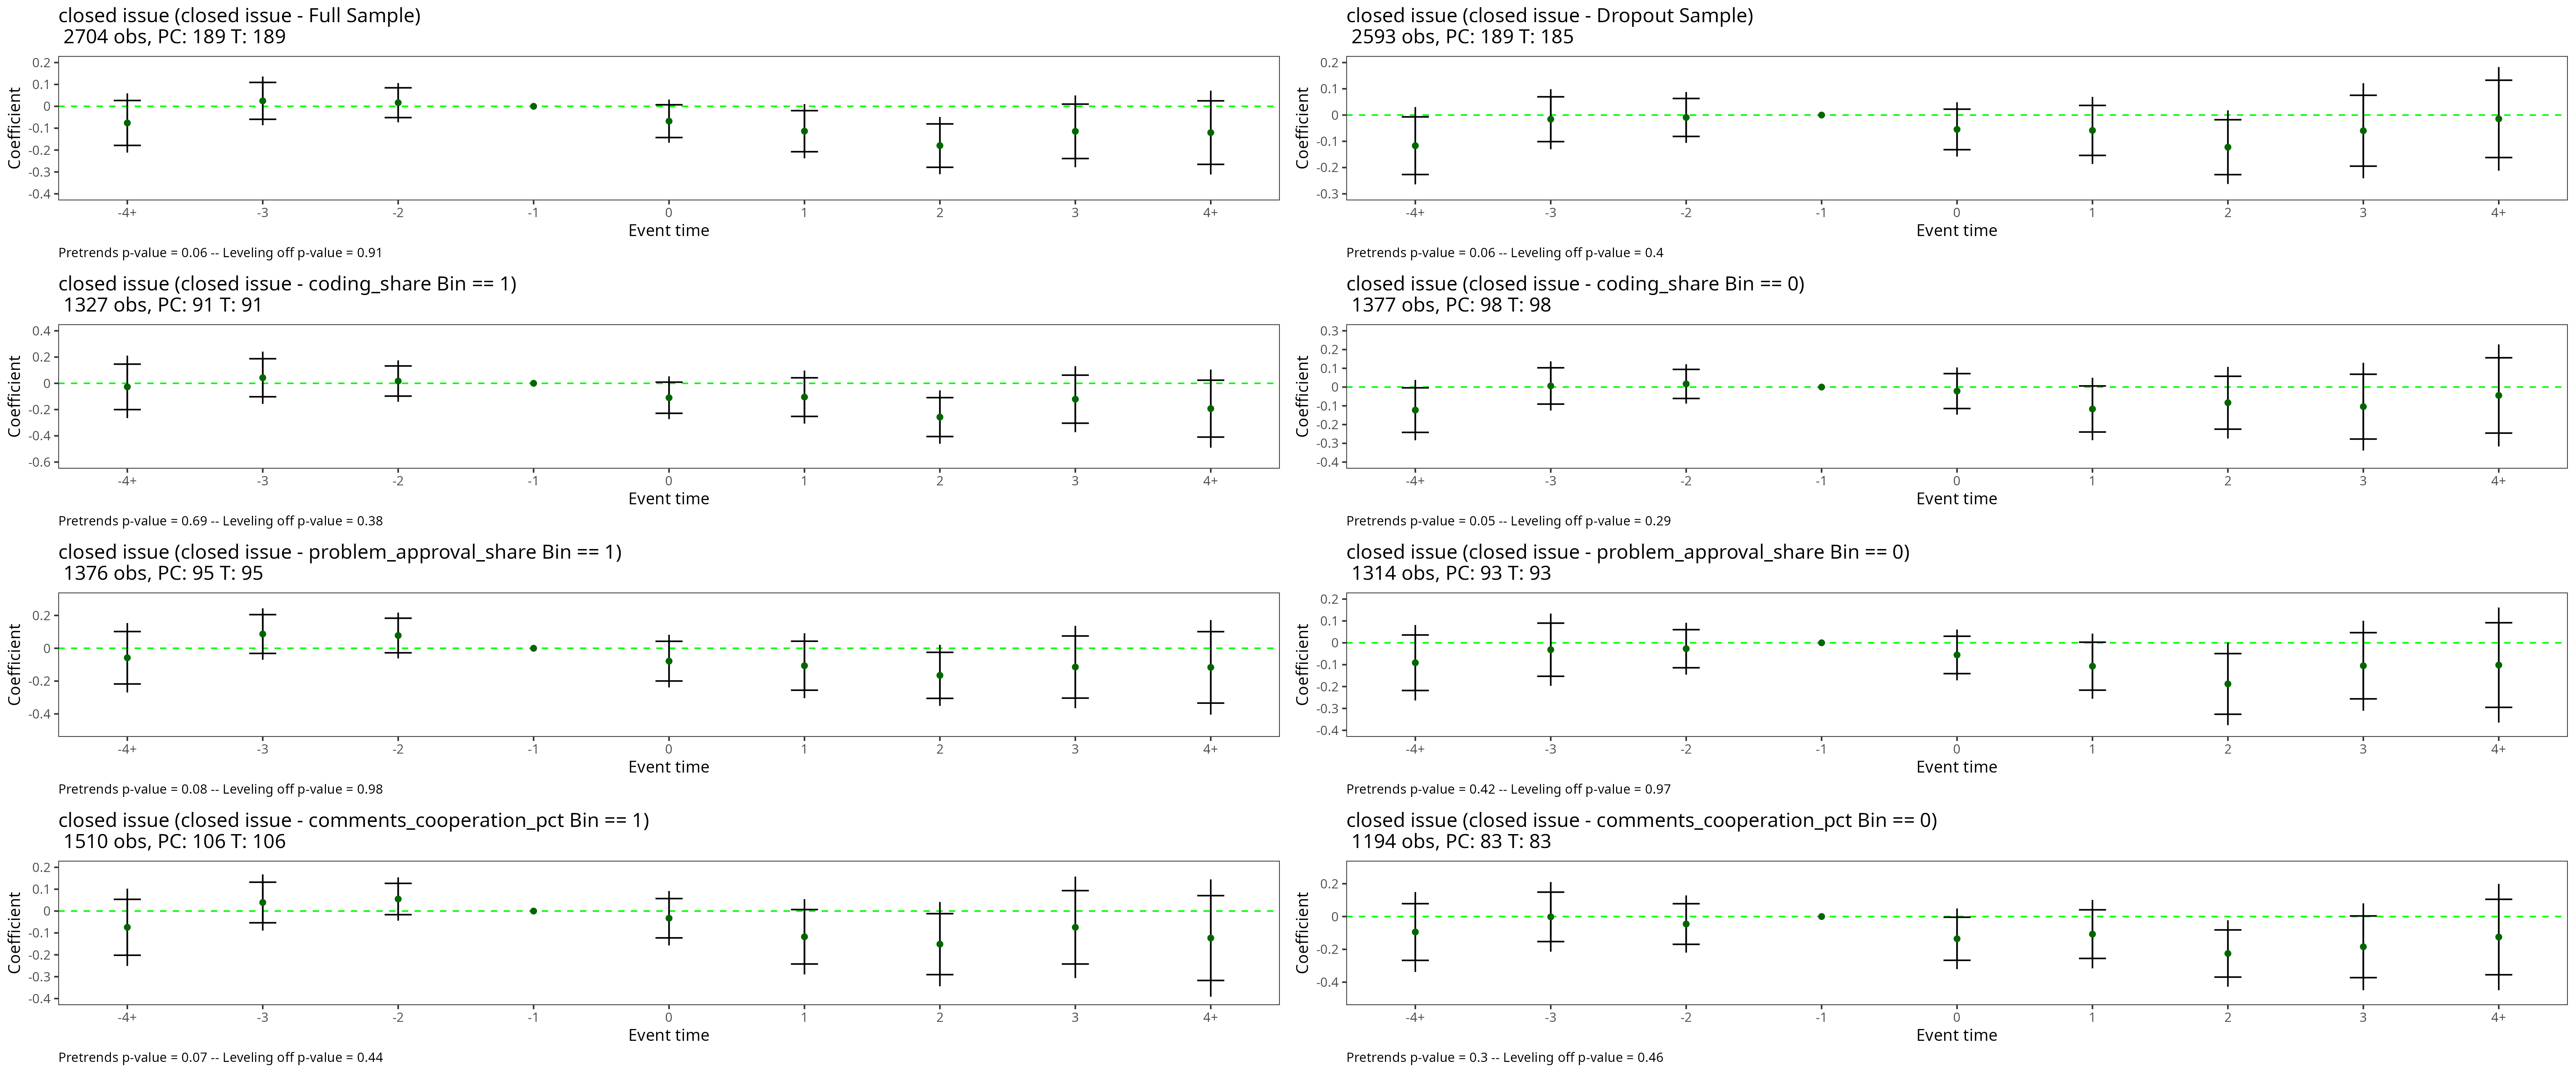 closed issue (closed issue - Full Sample)
2704 obs, PC: 189 T: 189
Coefficient
0.2
0.1
0
-0.1
-0.2
-0.3
-0.4
-4+ -3 -2 -1 0 1 2 3 4+
Event time
Pretrends p-value = 0.06 -- Leveling off p-value = 0.91
closed issue (closed issue - Dropout Sample)
2593 obs, PC: 189 T: 185
Coefficient
0.2
0.1
0
-0.1
-0.2
-0.3
-4+ -3 -2 -1 0 1 2 3 4+
Event time
Pretrends p-value = 0.06 -- Leveling off p-value = 0.4
closed issue (closed issue - coding_share Bin == 1)
1327 obs, PC: 91 T: 91
Coefficient
0.4
0.2
0
-0.2
-0.4
-0.6
-4+ -3 -2 -1 0 1 2 3 4+
Event time
Pretrends p-value = 0.69 -- Leveling off p-value = 0.38
closed issue (closed issue - coding_share Bin == 0)
1377 obs, PC: 98 T: 98
Coefficient
0.3
0.2
0.1
0
-0.1
-0.2
-0.3
-0.4
-4+ -3 -2 -1 0 1 2 3 4+
Event time
Pretrends p-value = 0.05 -- Leveling off p-value = 0.29
closed issue (closed issue - problem_approval_share Bin == 1)
1376 obs, PC: 95 T: 95
Coefficient
0.2
0
-0.2
-0.4
-4+ -3 -2 -1 0 1 2 3 4+
Event time
Pretrends p-value = 0.08 -- Leveling off p-value = 0.98
closed issue (closed issue - problem_approval_share Bin == 0)
1314 obs, PC: 93 T: 93
Coefficient
0.2
0.1
0
-0.1
-0.2
-0.3
-0.4
-4+ -3 -2 -1 0 1 2 3 4+
Event time
Pretrends p-value = 0.42 -- Leveling off p-value = 0.97
closed issue (closed issue - comments_cooperation_pct Bin == 1)
1510 obs, PC: 106 T: 106
Coefficient
0.2
0.1
0
-0.1
-0.2
-0.3
-0.4
-4+ -3 -2 -1 0 1 2 3 4+
Event time
Pretrends p-value = 0.07 -- Leveling off p-value = 0.44
closed issue (closed issue - comments_cooperation_pct Bin == 0)
1194 obs, PC: 83 T: 83
Coefficient
0.2
0
-0.2
-0.4
-4+ -3 -2 -1 0 1 2 3 4+
Event time
Pretrends p-value = 0.3 -- Leveling off p-value = 0.46